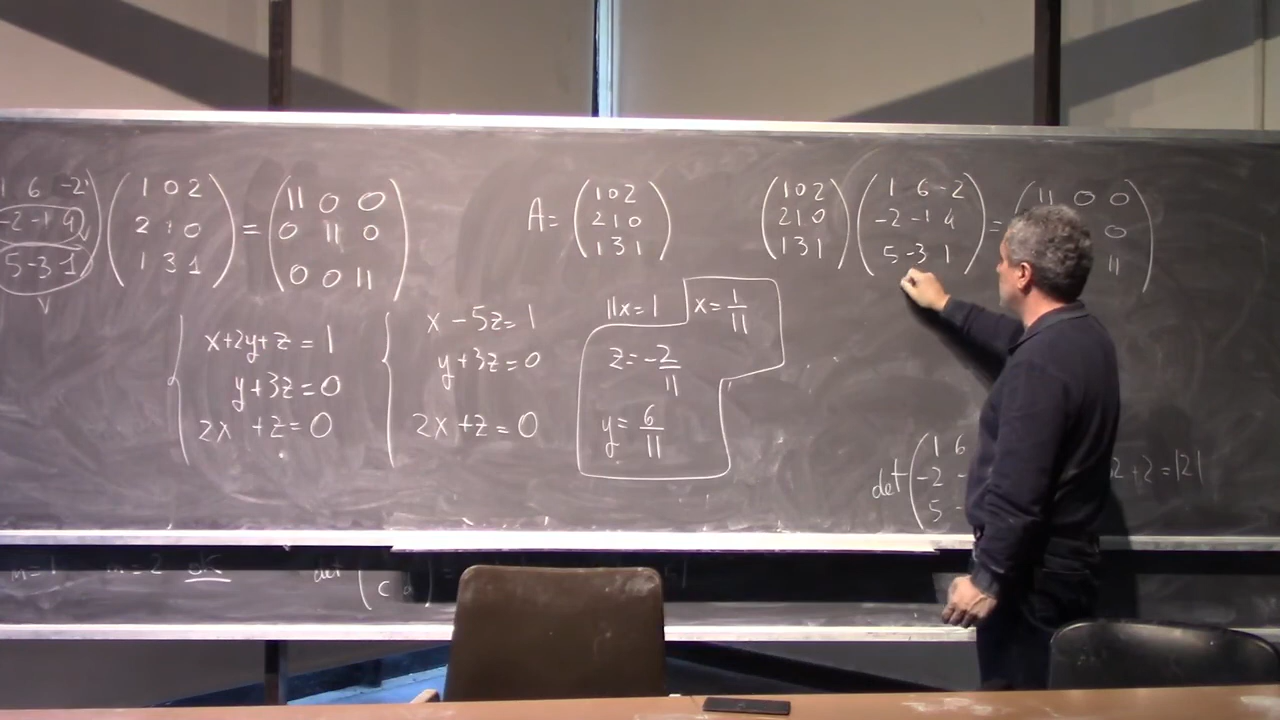 1 6 -2 1 0 2 = 11 0 0
-2 -1 4 2 1 0 0 11 0
5 -3 1 1 3 1 0 0 11
A= 1 0 2
2 1 0
1 3 1
1 0 2 1 6 -2 = 11 0 0
2 1 0 -2 -1 4 0
1 3 1 5 -3 1 11
x+2y+z=1
y+3z=0
2x +z=0
x-5z=1
y+3z=0
2x+z=0
11x=1 x=1/11
z=-2/11
y=6/11
det 1 6
-2 - 2+2=121
5 -
m=1 m=2 OK det